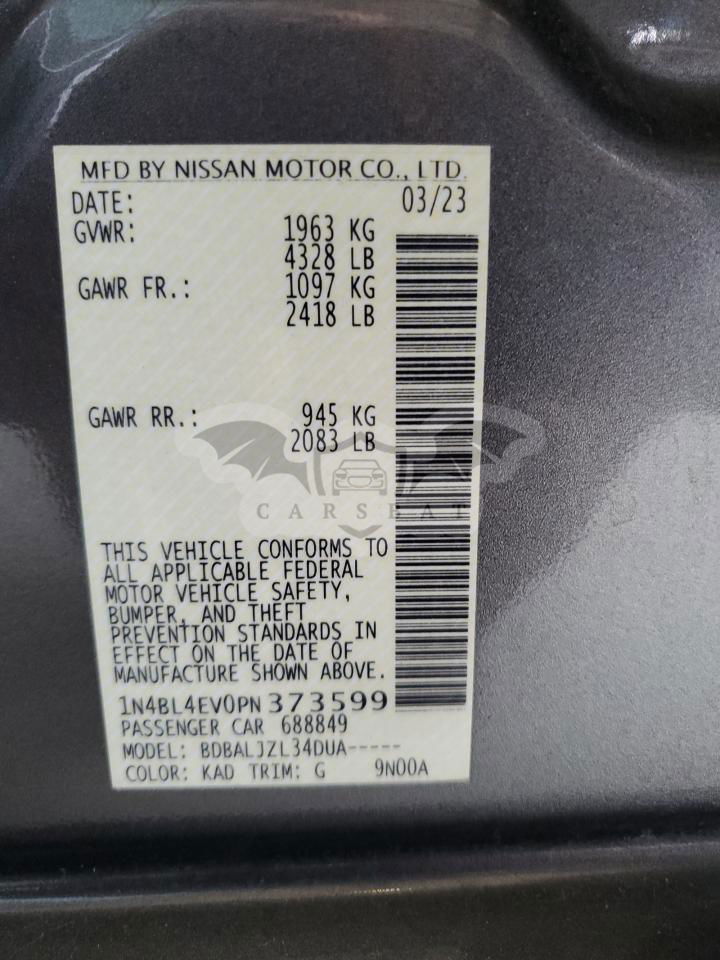 MFD BY NISSAN MOTOR CO., LTD.
DATE: 03/23
GVWR: 1963 KG
4328 LB
GAWR FR.: 1097 KG
2418 LB
GAWR RR.: 945 KG
2083 LB
CARSEAT
THIS VEHICLE CONFORMS TO
ALL APPLICABLE FEDERAL
MOTOR VEHICLE SAFETY,
BUMPER, AND THEFT
PREVENTION STANDARDS IN
EFFECT ON THE DATE OF
MANUFACTURE SHOWN ABOVE.
1N4BL4EV0PN373599
PASSENGER CAR 688849
MODEL: BDBALJZL34DUA-----
COLOR: KAD TRIM: G 9N00A